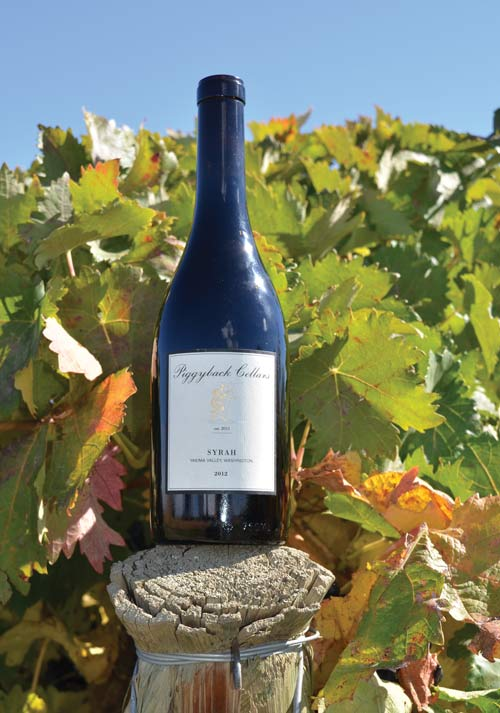 Piggyback Cellars
est. 2011
SYRAH
YAKIMA VALLEY, WASHINGTON
2012